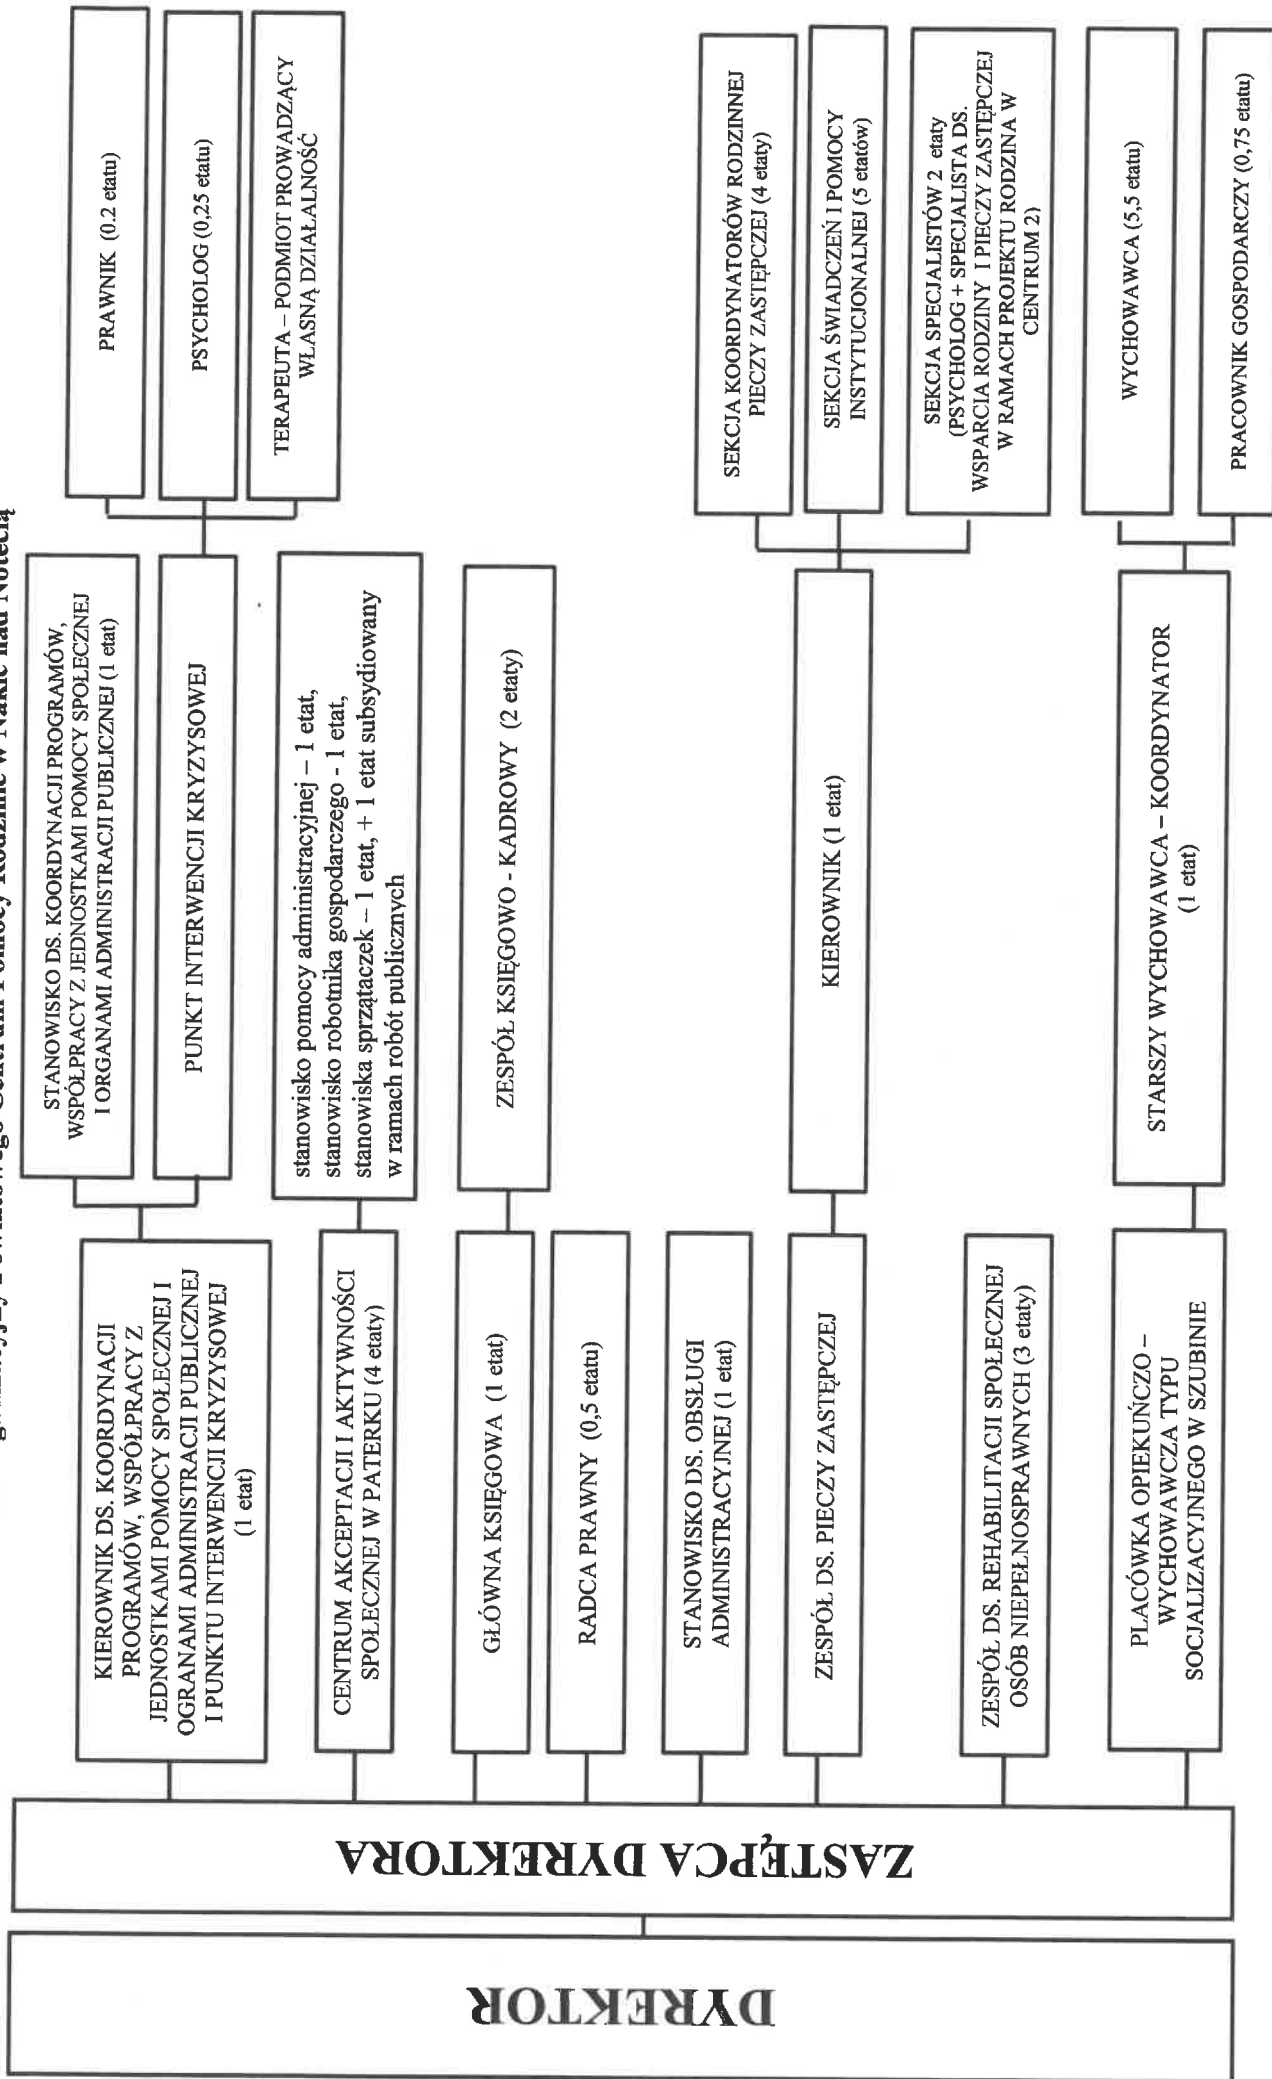 Powiatowego Centrum Pomocy Rodzinie w Nakle nad Notecią
DYREKTOR
ZASTĘPCA DYREKTORA
KIEROWNIK DS. KOORDYNACJI
PROGRAMÓW, WSPÓŁPRACY Z
JEDNOSTKAMI POMOCY SPOŁECZNEJ I
OGRANAMI ADMINISTRACJI PUBLICZNEJ
I PUNKTU INTERWENCJI KRYZYSOWEJ
(1 etat)
STANOWISKO DS. KOORDYNACJI PROGRAMÓW,
WSPÓŁPRACY Z JEDNOSTKAMI POMOCY SPOŁECZNEJ
I ORGANAMI ADMINISTRACJI PUBLICZNEJ (1 etat)
PUNKT INTERWENCJI KRYZYSOWEJ
PRAWNIK (0.2 etatu)
PSYCHOLOG (0,25 etatu)
TERAPEUTA – PODMIOT PROWADZĄCY
WŁASNĄ DZIAŁALNOŚĆ
CENTRUM AKCEPTACJI I AKTYWNOŚCI
SPOŁECZNEJ W PATERKU (4 etaty)
stanowisko pomocy administracyjnej – 1 etat,
stanowisko robotnika gospodarczego - 1 etat,
stanowiska sprzątaczek – 1 etat, + 1 etat subsydiowany
w ramach robót publicznych
GŁÓWNA KSIĘGOWA (1 etat)
ZESPÓŁ KSIĘGOWO - KADROWY (2 etaty)
RADCA PRAWNY (0,5 etatu)
STANOWISKO DS. OBSŁUGI
ADMINISTRACYJNEJ (1 etat)
ZESPÓŁ DS. PIECZY ZASTĘPCZEJ
KIEROWNIK (1 etat)
SEKCJA KOORDYNATORÓW RODZINNEJ
PIECZY ZASTĘPCZEJ (4 etaty)
SEKCJA ŚWIADCZEŃ I POMOCY
INSTYTUCJONALNEJ (5 etatów)
SEKCJA SPECJALISTÓW 2 etaty
(PSYCHOLOG + SPECJALISTA DS.
WSPARCIA RODZINY I PIECZY ZASTĘPCZEJ
W RAMACH PROJEKTU RODZINA W
CENTRUM 2)
ZESPÓŁ DS. REHABILITACJI SPOŁECZNEJ
OSÓB NIEPEŁNOSPRAWNYCH (3 etaty)
PLACÓWKA OPIEKUŃCZO –
WYCHOWAWCZA TYPU
SOCJALIZACYJNEGO W SZUBINIE
STARSZY WYCHOWAWCA – KOORDYNATOR
(1 etat)
WYCHOWAWCA (5,5 etatu)
PRACOWNIK GOSPODARCZY (0,75 etatu)